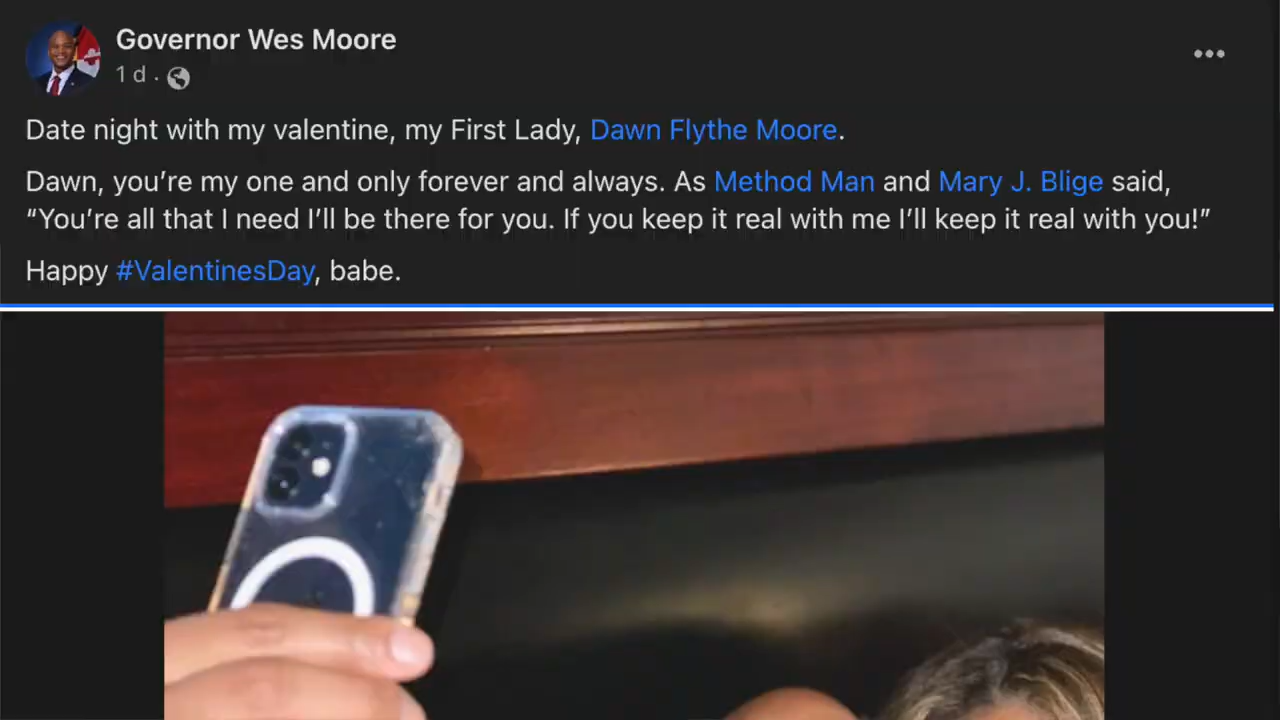 Governor Wes Moore
1 d ·
Date night with my valentine, my First Lady, Dawn Flythe Moore.
Dawn, you’re my one and only forever and always. As Method Man and Mary J. Blige said,
“You’re all that I need I’ll be there for you. If you keep it real with me I’ll keep it real with you!”
Happy #ValentinesDay, babe.